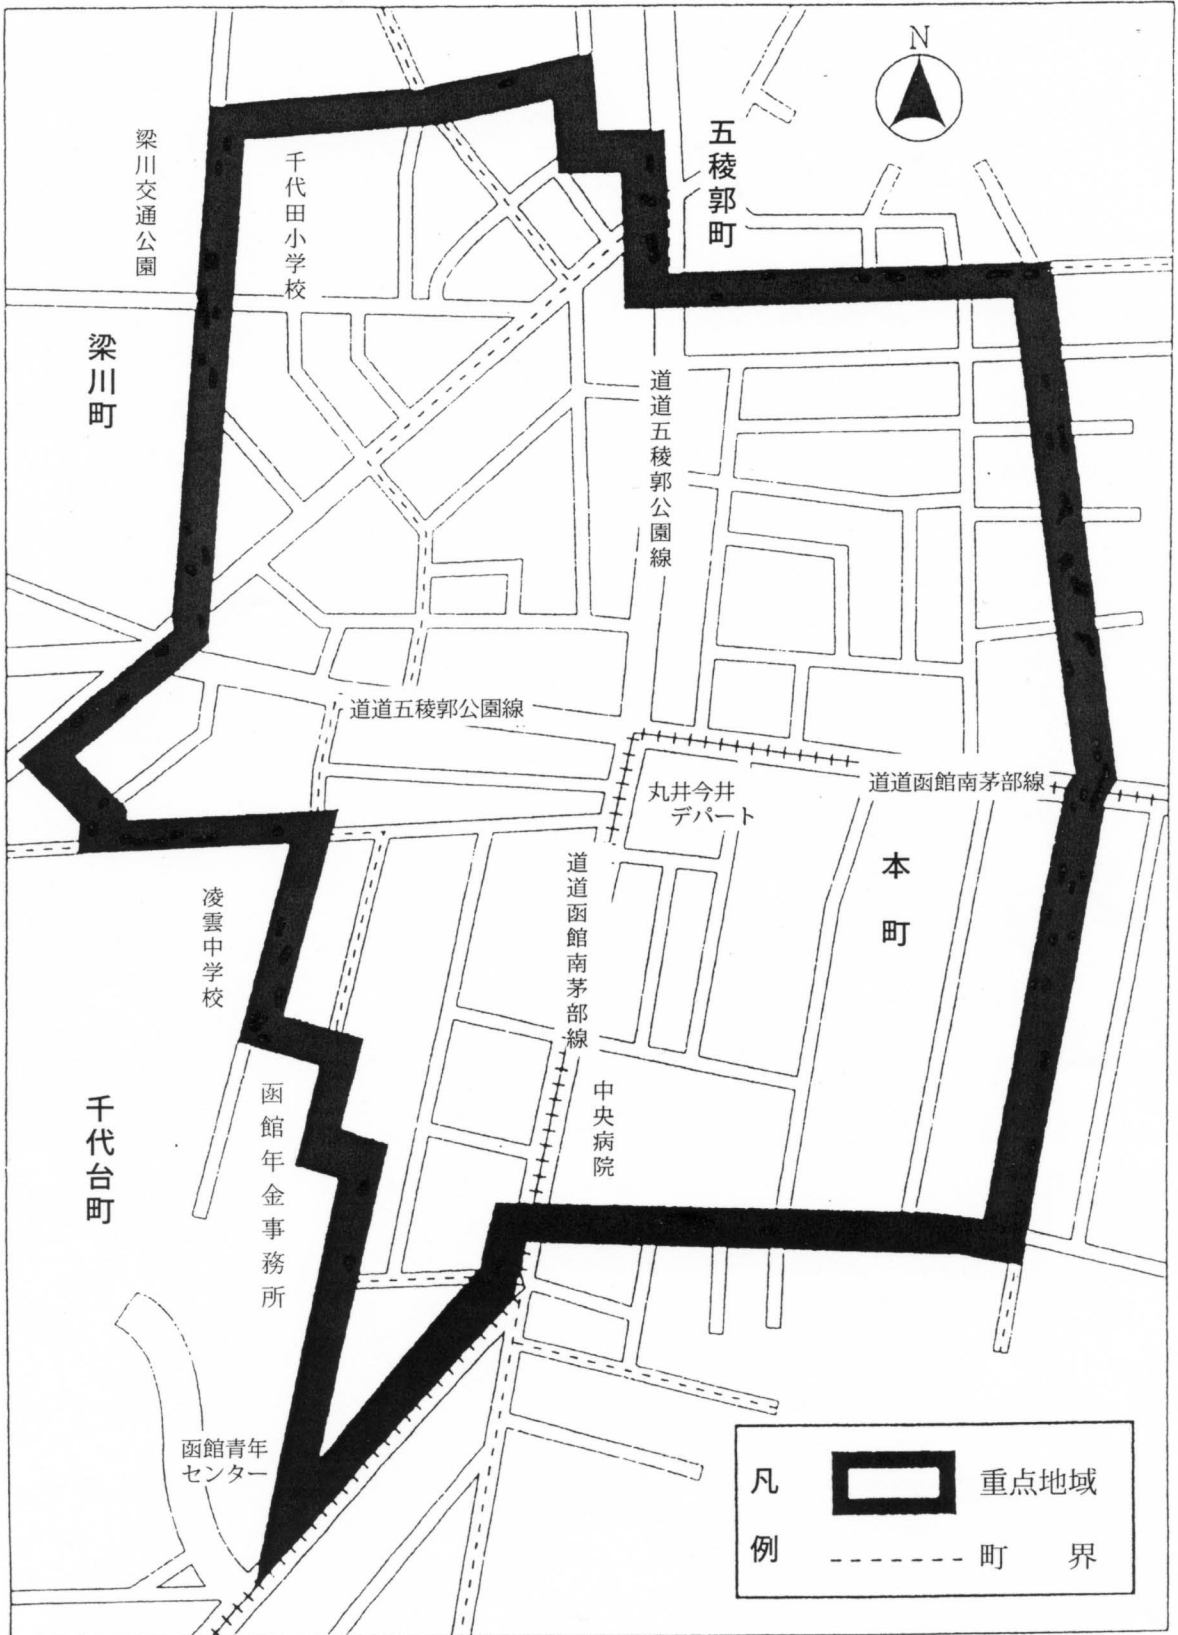 N
五稜郭町
梁川交通公園
千代田小学校
梁川町
道道五稜郭公園線
道道五稜郭公園線
丸井今井
デパート
道道函館南茅部線
本町
凌雲中学校
道道函館南茅部線
中央病院
函館年金事務所
千代台町
函館青年
センター
凡例
重点地域
町 界